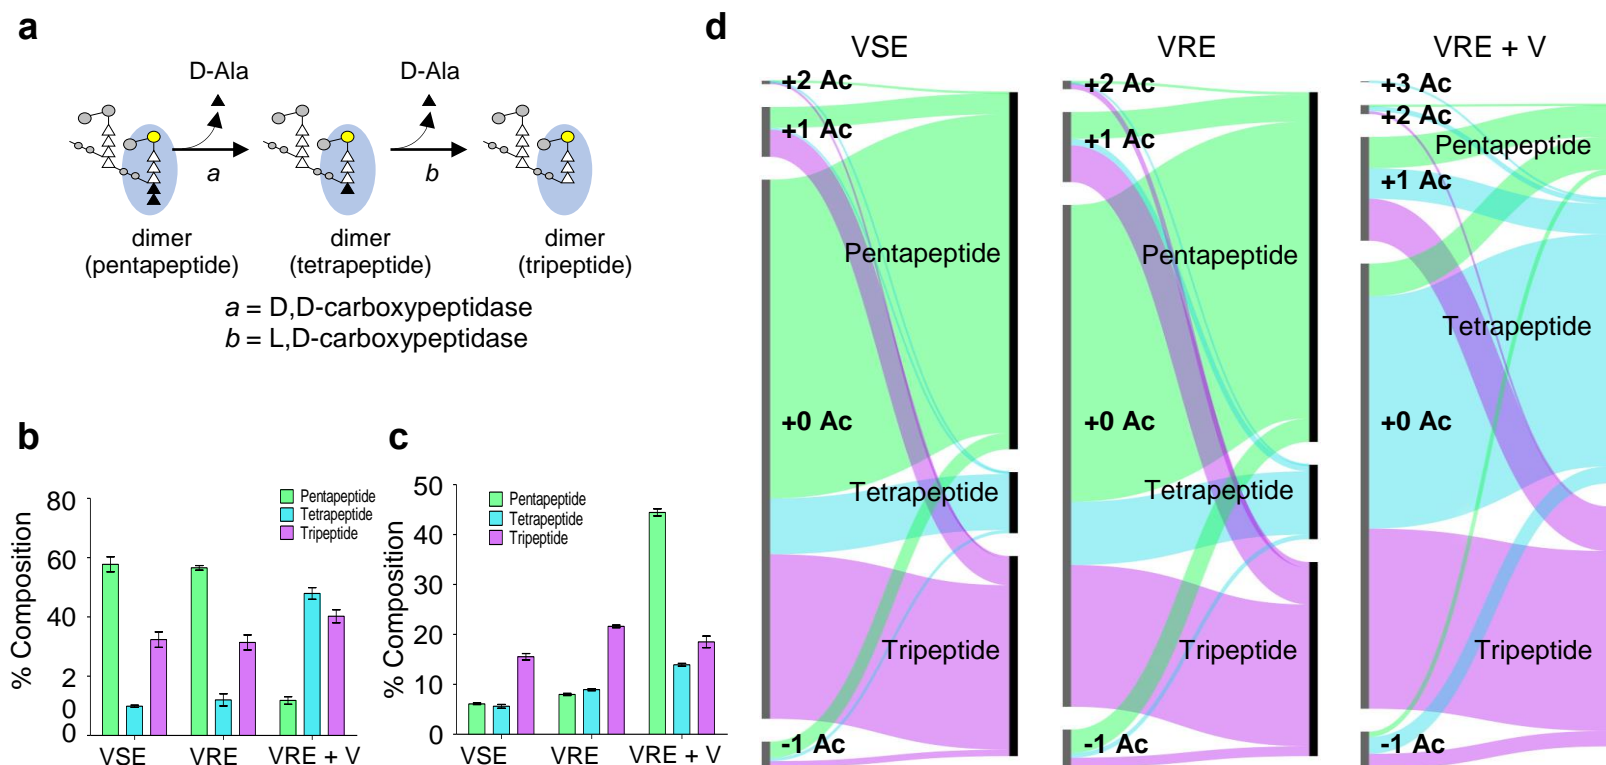 a
D-Ala
D-Ala
a
b
dimer
(pentapeptide)
dimer
(tetrapeptide)
dimer
(tripeptide)
a = D,D-carboxypeptidase
b = L,D-carboxypeptidase
b
% Composition
80
60
40
2
0
0
Pentapeptide
Tetrapeptide
Tripeptide
VSE
VRE
VRE + V
c
% Composition
50
40
30
20
10
0
Pentapeptide
Tetrapeptide
Tripeptide
VSE
VRE
VRE + V
d
VSE
+2 Ac
+1 Ac
+0 Ac
-1 Ac
Pentapeptide
Tetrapeptide
Tripeptide
VRE
+2 Ac
+1 Ac
+0 Ac
-1 Ac
Pentapeptide
Tetrapeptide
Tripeptide
VRE + V
+3 Ac
+2 Ac
+1 Ac
+0 Ac
-1 Ac
Pentapeptide
Tetrapeptide
Tripeptide